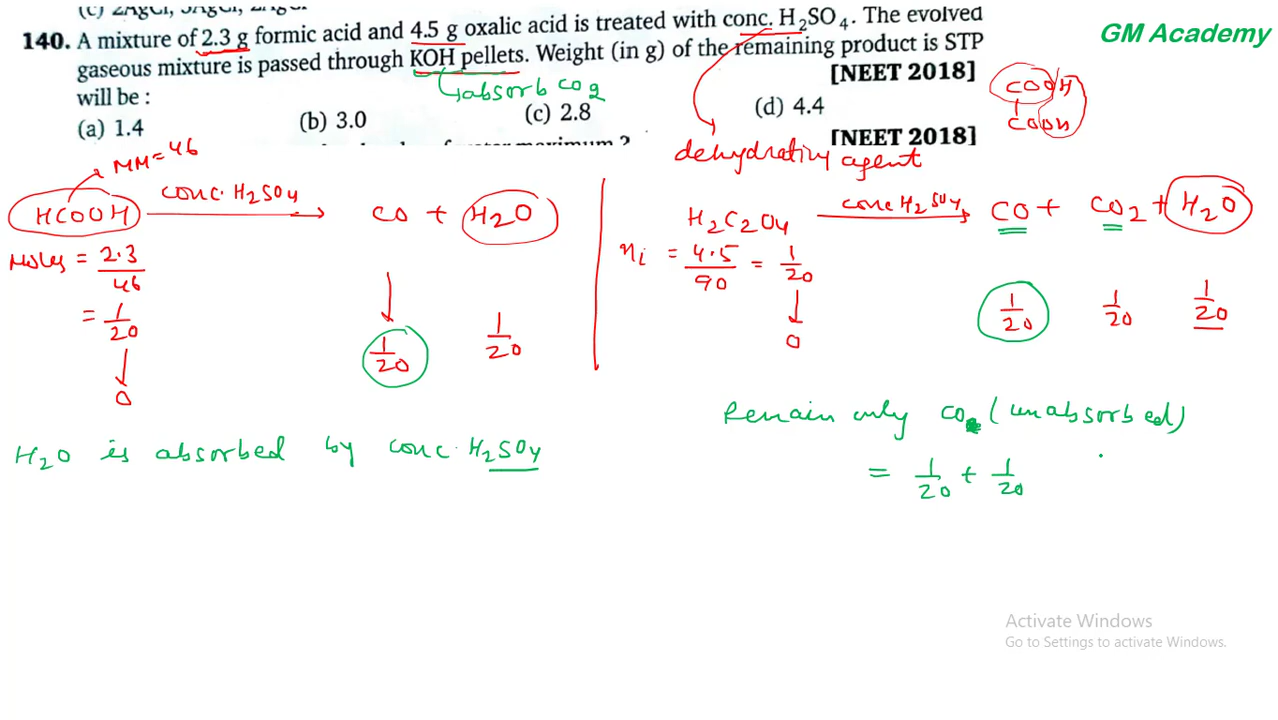 (c) 2AgCl, 3AgCl, 2AgCl
GM Academy
140. A mixture of 2.3 g formic acid and 4.5 g oxalic acid is treated with conc. H₂SO₄. The evolved
gaseous mixture is passed through KOH pellets. Weight (in g) of the remaining product is STP
will be :
[NEET 2018]
absorb CO₂
COOH
COOH
(a) 1.4 (b) 3.0 (c) 2.8 (d) 4.4
[NEET 2018]
dehydrating agent
MM=46
HCOOH conc. H₂SO₄ CO + H₂O
H₂C₂O₄ conc H₂SO₄ CO + CO₂ + H₂O
Moles = 2.3/46
nᵢ = 4.5/90 = 1/20
= 1/20
0
1/20 1/20
0
1/20 1/20 1/20
Remain only CO (unabsorbed)
H₂O is absorbed by conc. H₂SO₄
= 1/20 + 1/20
Activate Windows
Go to Settings to activate Windows.